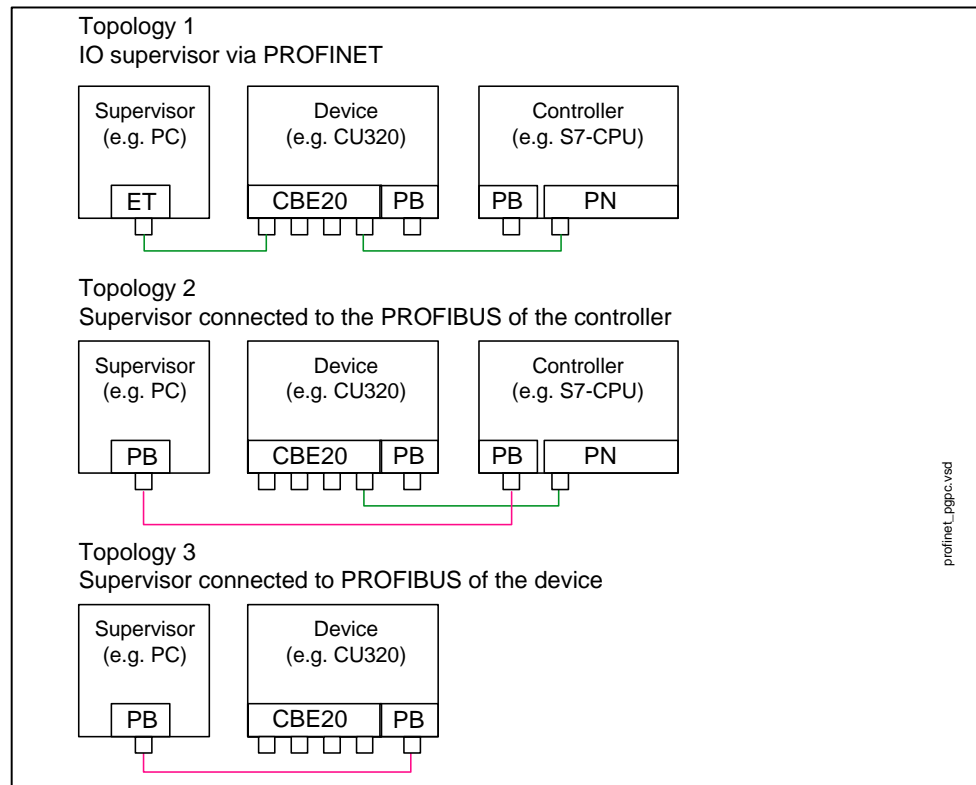 Topology 1
IO supervisor via PROFINET
Supervisor
(e.g. PC)
ET
Device
(e.g. CU320)
CBE20
PB
Controller
(e.g. S7-CPU)
PB
PN
Topology 2
Supervisor connected to the PROFIBUS of the controller
Supervisor
(e.g. PC)
PB
Device
(e.g. CU320)
CBE20
PB
Controller
(e.g. S7-CPU)
PB
PN
Topology 3
Supervisor connected to PROFIBUS of the device
Supervisor
(e.g. PC)
PB
Device
(e.g. CU320)
CBE20
PB
profinet_pgpc.vsd